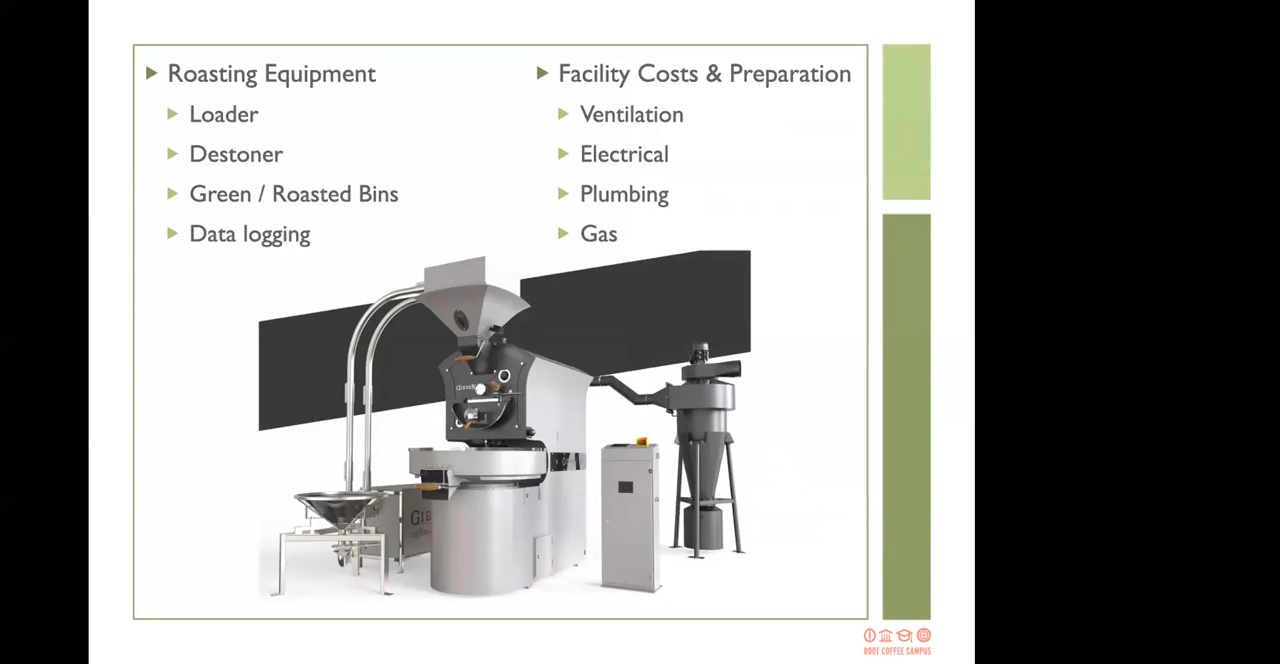 Roasting Equipment
Loader
Destoner
Green / Roasted Bins
Data logging
Facility Costs & Preparation
Ventilation
Electrical
Plumbing
Gas
GIESEN
BOOT COFFEE CAMPUS